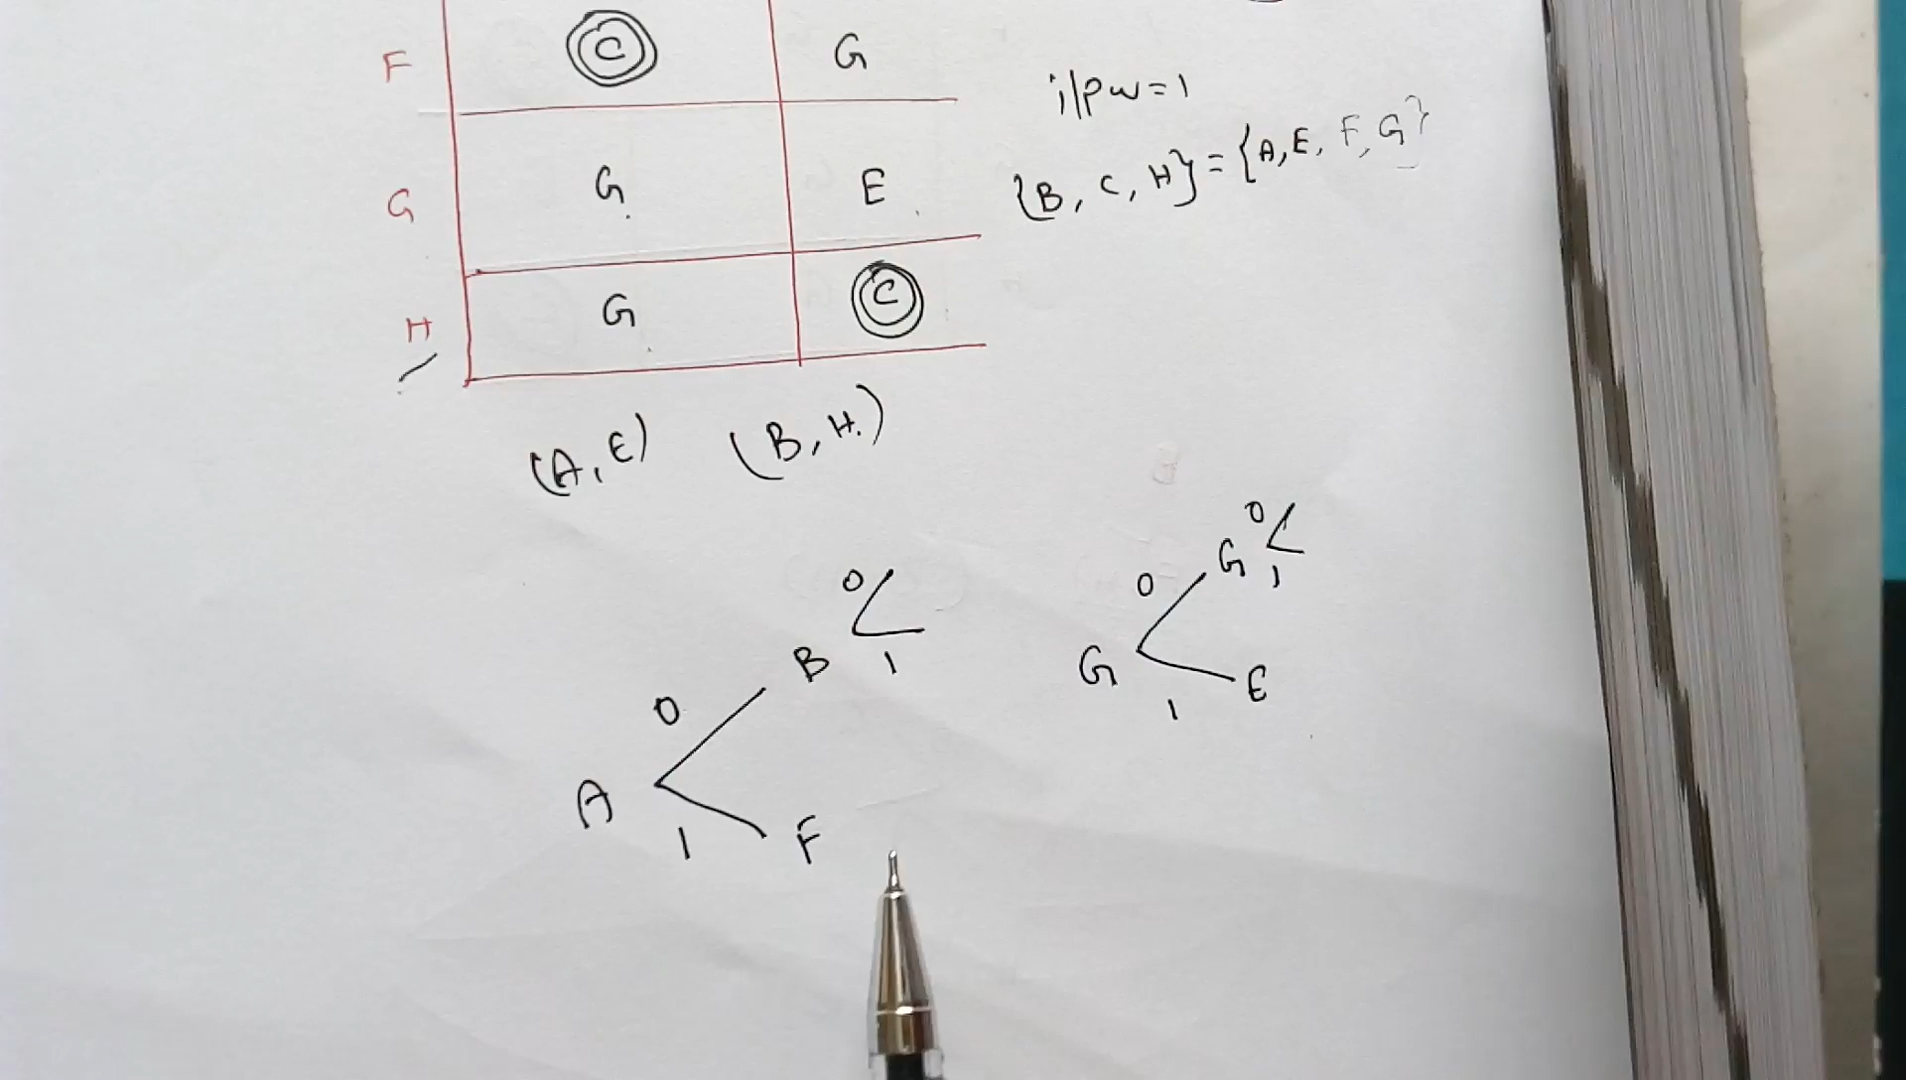 F C G
i/p w=1
{B, C, H} = {A, E, F, G}
G G E
H G C
(A, E) (B, H.)
0 G 0 1
0 B 1
G 1 E
0
A 1 F